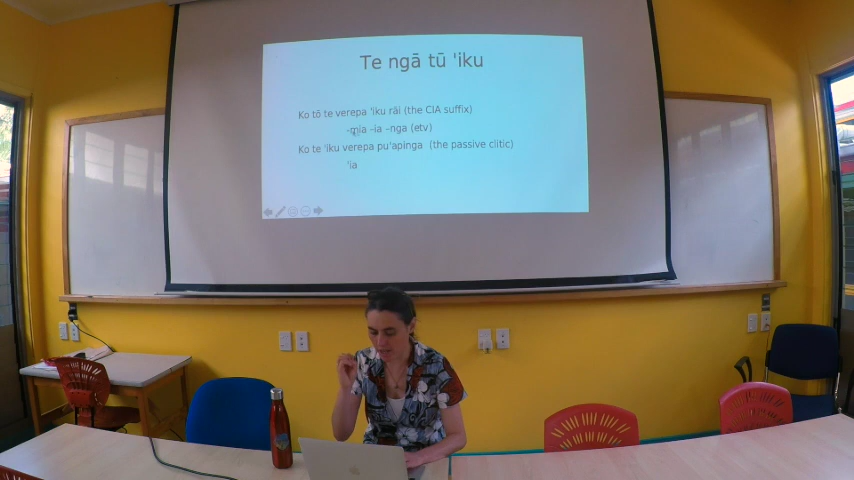 Te ngā tū 'iku
Ko tō te verepa 'iku rāi (the CIA suffix)
-mia –ia –nga (etv)
Ko te 'iku verepa pu'apinga (the passive clitic)
'ia